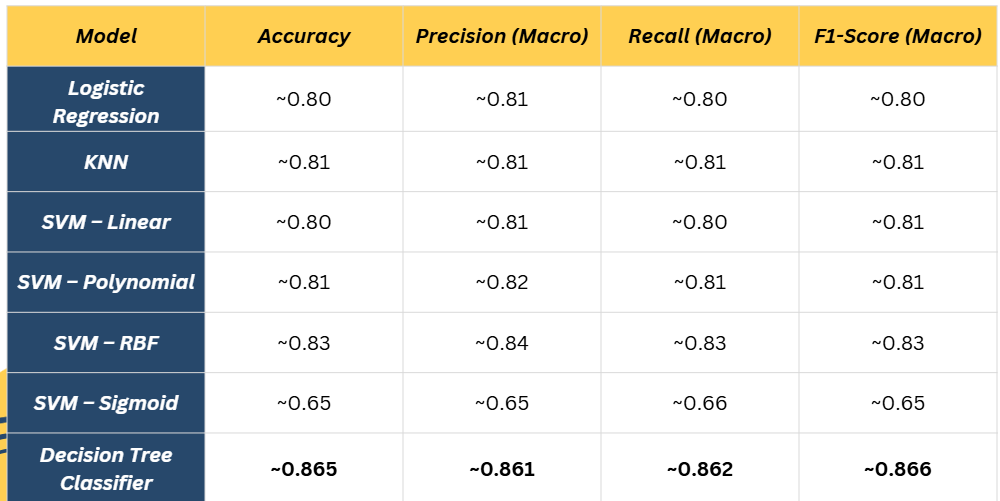 Model Accuracy Precision (Macro) Recall (Macro) F1-Score (Macro)
Logistic
Regression ~0.80 ~0.81 ~0.80 ~0.80
KNN ~0.81 ~0.81 ~0.81 ~0.81
SVM – Linear ~0.80 ~0.81 ~0.80 ~0.81
SVM – Polynomial ~0.81 ~0.82 ~0.81 ~0.81
SVM – RBF ~0.83 ~0.84 ~0.83 ~0.83
SVM – Sigmoid ~0.65 ~0.65 ~0.66 ~0.65
Decision Tree
Classifier ~0.865 ~0.861 ~0.862 ~0.866